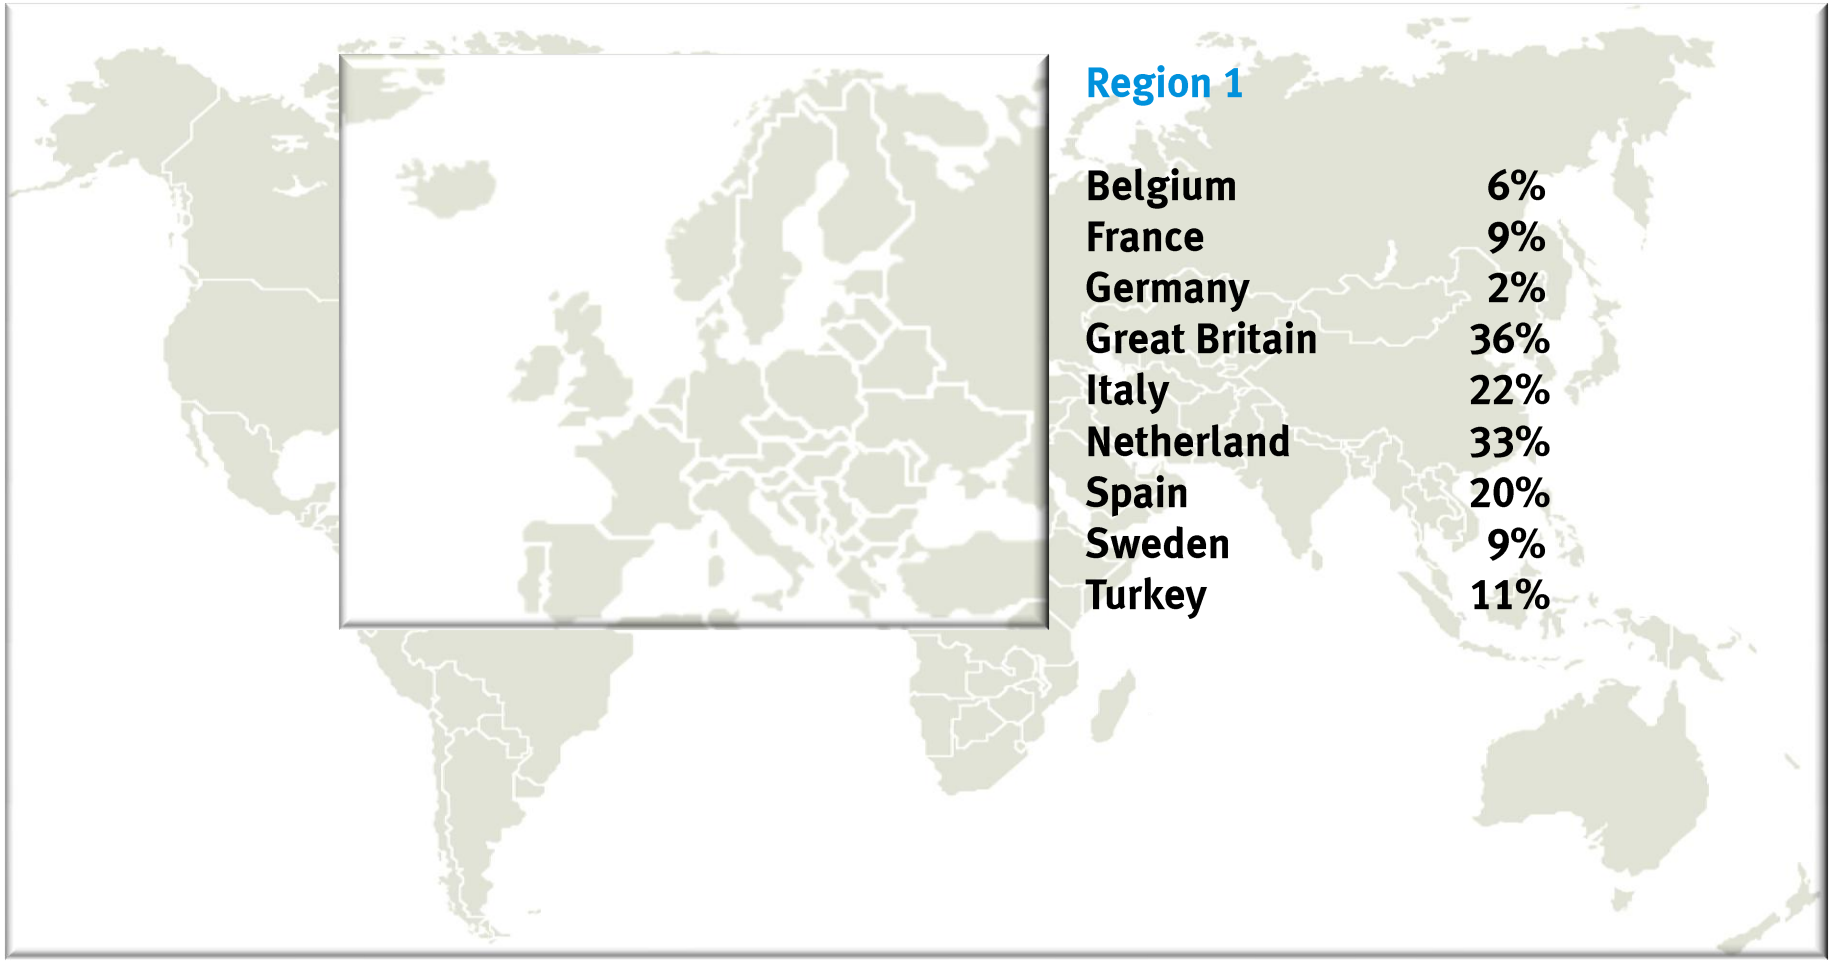 Region 1
Belgium 6%
France 9%
Germany 2%
Great Britain 36%
Italy 22%
Netherland 33%
Spain 20%
Sweden 9%
Turkey 11%